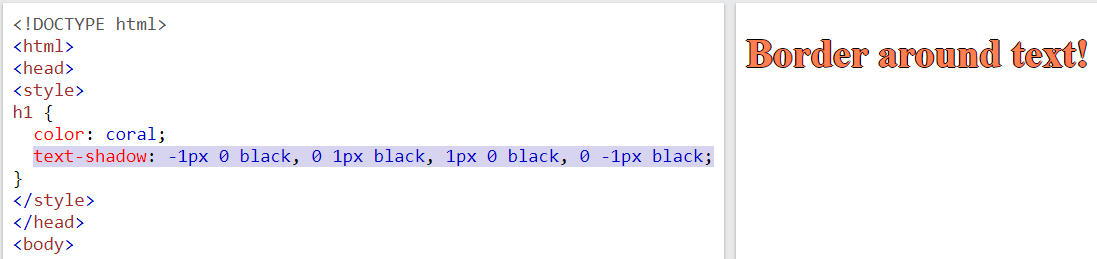 <!DOCTYPE html>
<html>
<head>
<style>
h1 {
  color: coral;
  text-shadow: -1px 0 black, 0 1px black, 1px 0 black, 0 -1px black;
}
</style>
</head>
<body>
Border around text!